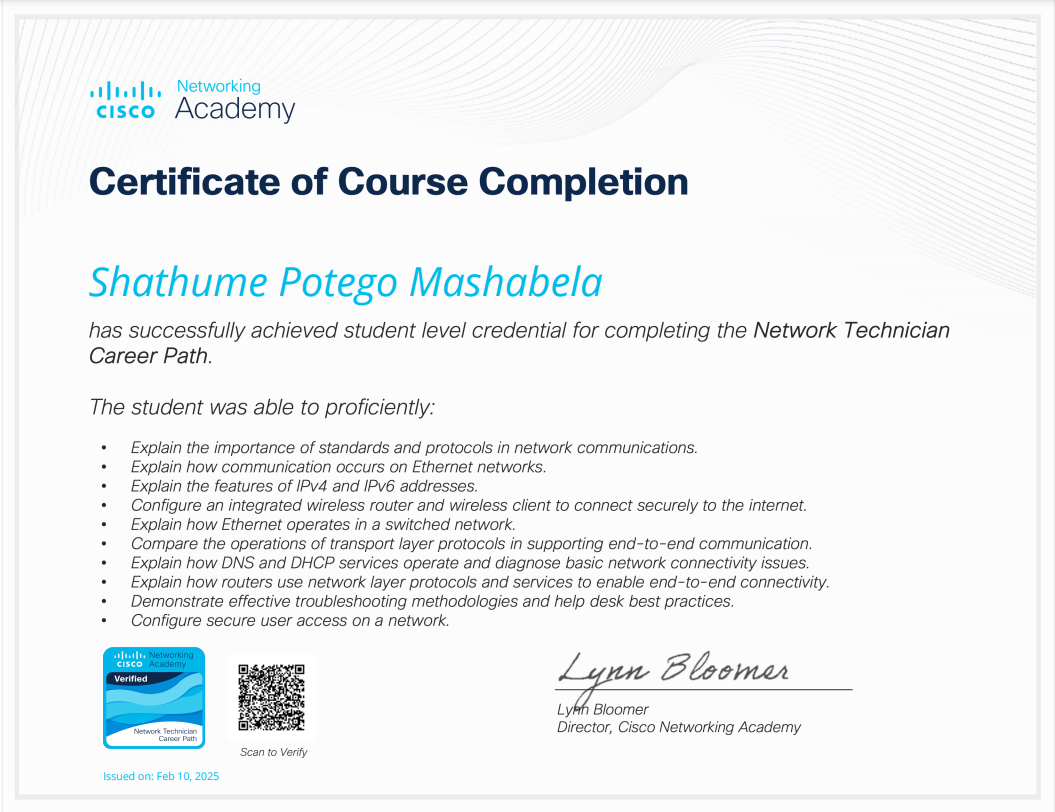 Networking
CISCO Academy
Certificate of Course Completion
Shathume Potego Mashabela
has successfully achieved student level credential for completing the Network Technician
Career Path.
The student was able to proficiently:
• Explain the importance of standards and protocols in network communications.
• Explain how communication occurs on Ethernet networks.
• Explain the features of IPv4 and IPv6 addresses.
• Configure an integrated wireless router and wireless client to connect securely to the internet.
• Explain how Ethernet operates in a switched network.
• Compare the operations of transport layer protocols in supporting end-to-end communication.
• Explain how DNS and DHCP services operate and diagnose basic network connectivity issues.
• Explain how routers use network layer protocols and services to enable end-to-end connectivity.
• Demonstrate effective troubleshooting methodologies and help desk best practices.
• Configure secure user access on a network.
Networking
CISCO Academy
Verified
Network Technician
Career Path
Scan to Verify
Issued on: Feb 10, 2025
Lynn Bloomer
Lynn Bloomer
Director, Cisco Networking Academy